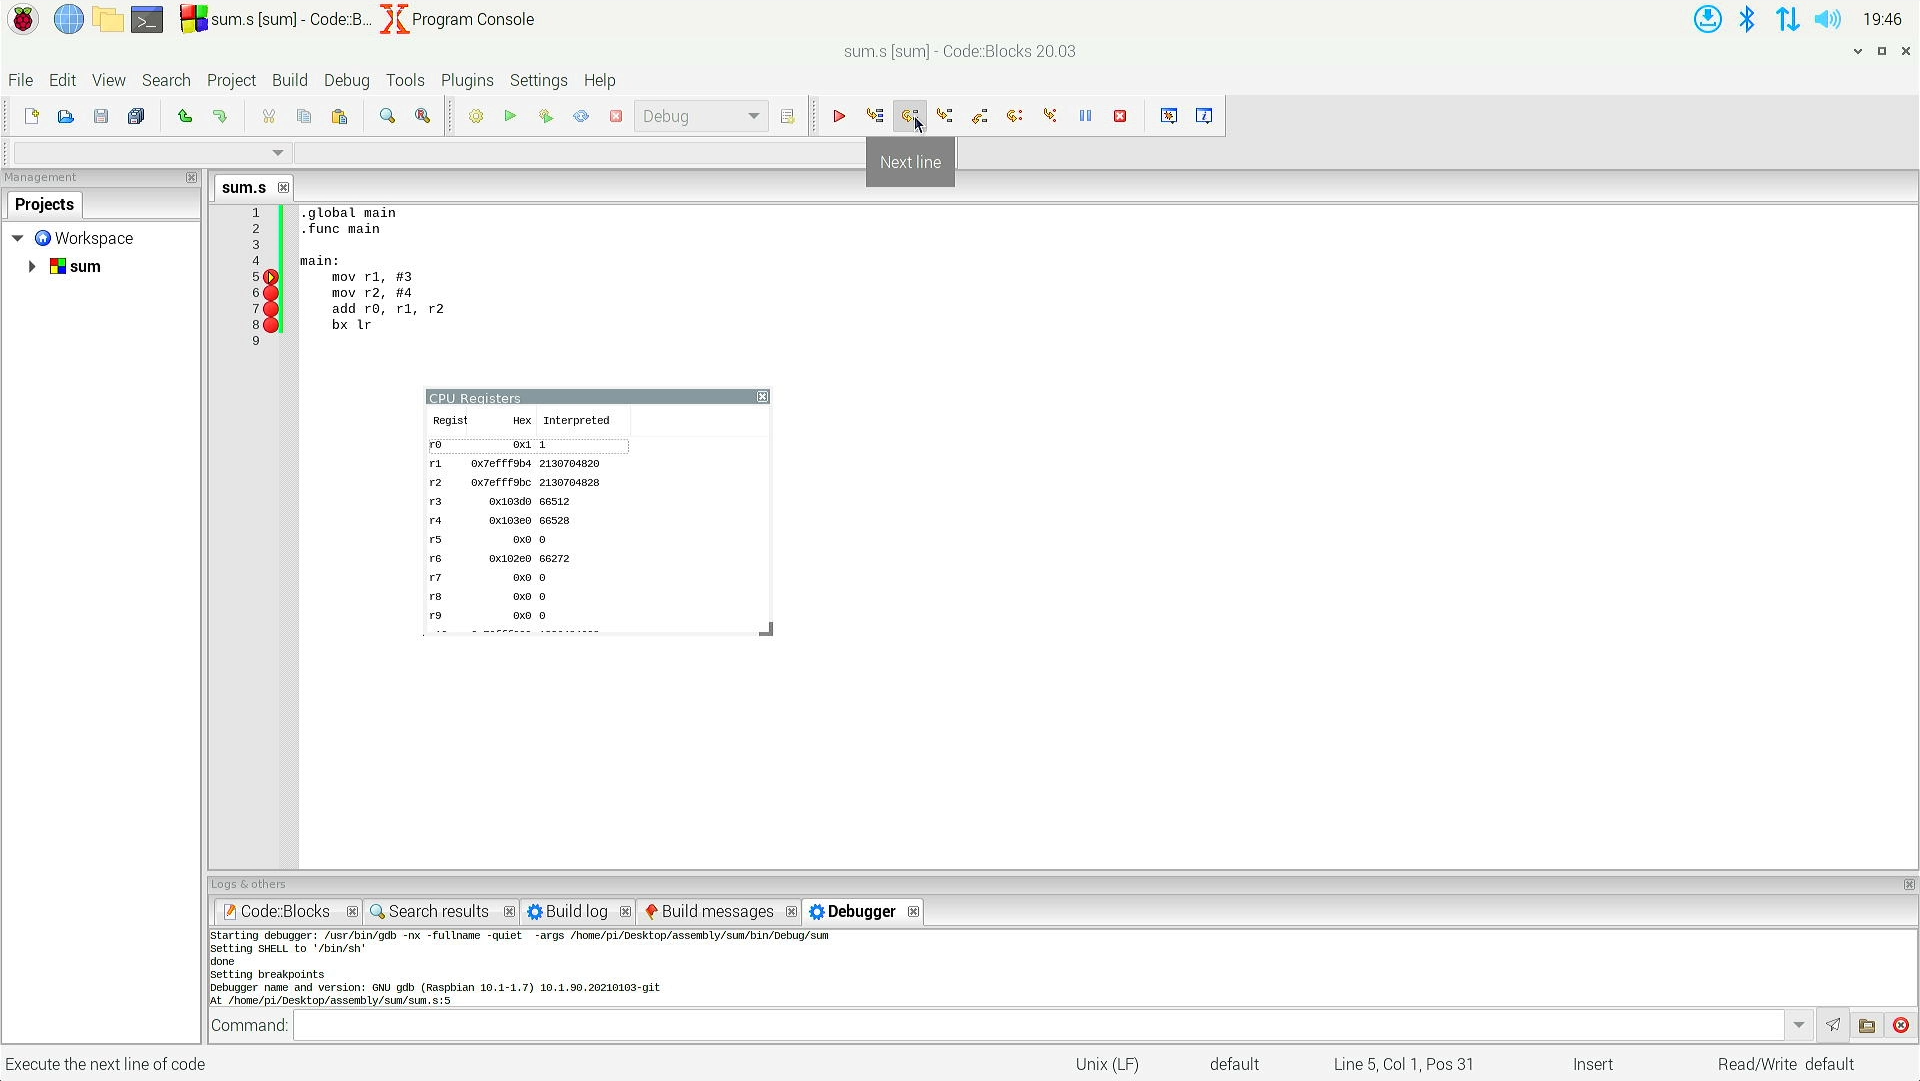 sum.s [sum] - Code::B... Program Console 19:46
sum.s [sum] - Code::Blocks 20.03
File Edit View Search Project Build Debug Tools Plugins Settings Help
Debug
Next line
Management
Projects
Workspace
sum
sum.s
1 .global main
2 .func main
3
4 main:
5 mov r1, #3
6 mov r2, #4
7 add r0, r1, r2
8 bx lr
9
CPU Registers
Regist Hex Interpreted
r0 0x1 1
r1 0x7efff9b4 2130704820
r2 0x7efff9bc 2130704828
r3 0x103d0 66512
r4 0x103e0 66528
r5 0x0 0
r6 0x102e0 66272
r7 0x0 0
r8 0x0 0
r9 0x0 0
Logs & others
Code::Blocks Search results Build log Build messages Debugger
Starting debugger: /usr/bin/gdb -nx -fullname -quiet -args /home/pi/Desktop/assembly/sum/bin/Debug/sum
Setting SHELL to '/bin/sh'
done
Setting breakpoints
Debugger name and version: GNU gdb (Raspbian 10.1-1.7) 10.1.90.20210103-git
At /home/pi/Desktop/assembly/sum/sum.s:5
Command:
Execute the next line of code Unix (LF) default Line 5, Col 1, Pos 31 Insert Read/Write default